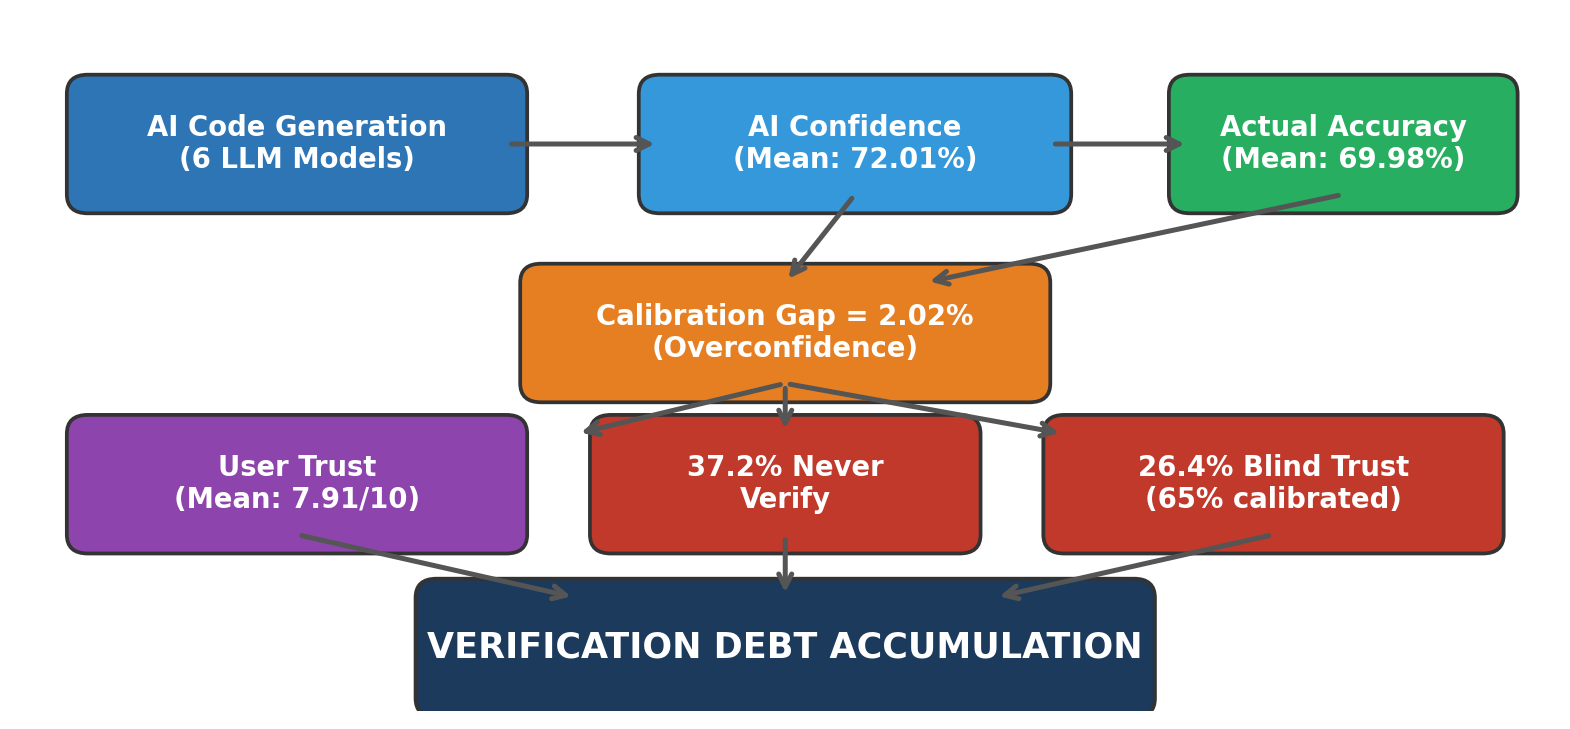 AI Code Generation
(6 LLM Models)
AI Confidence
(Mean: 72.01%)
Actual Accuracy
(Mean: 69.98%)
Calibration Gap = 2.02%
(Overconfidence)
User Trust
(Mean: 7.91/10)
37.2% Never
Verify
26.4% Blind Trust
(65% calibrated)
VERIFICATION DEBT ACCUMULATION